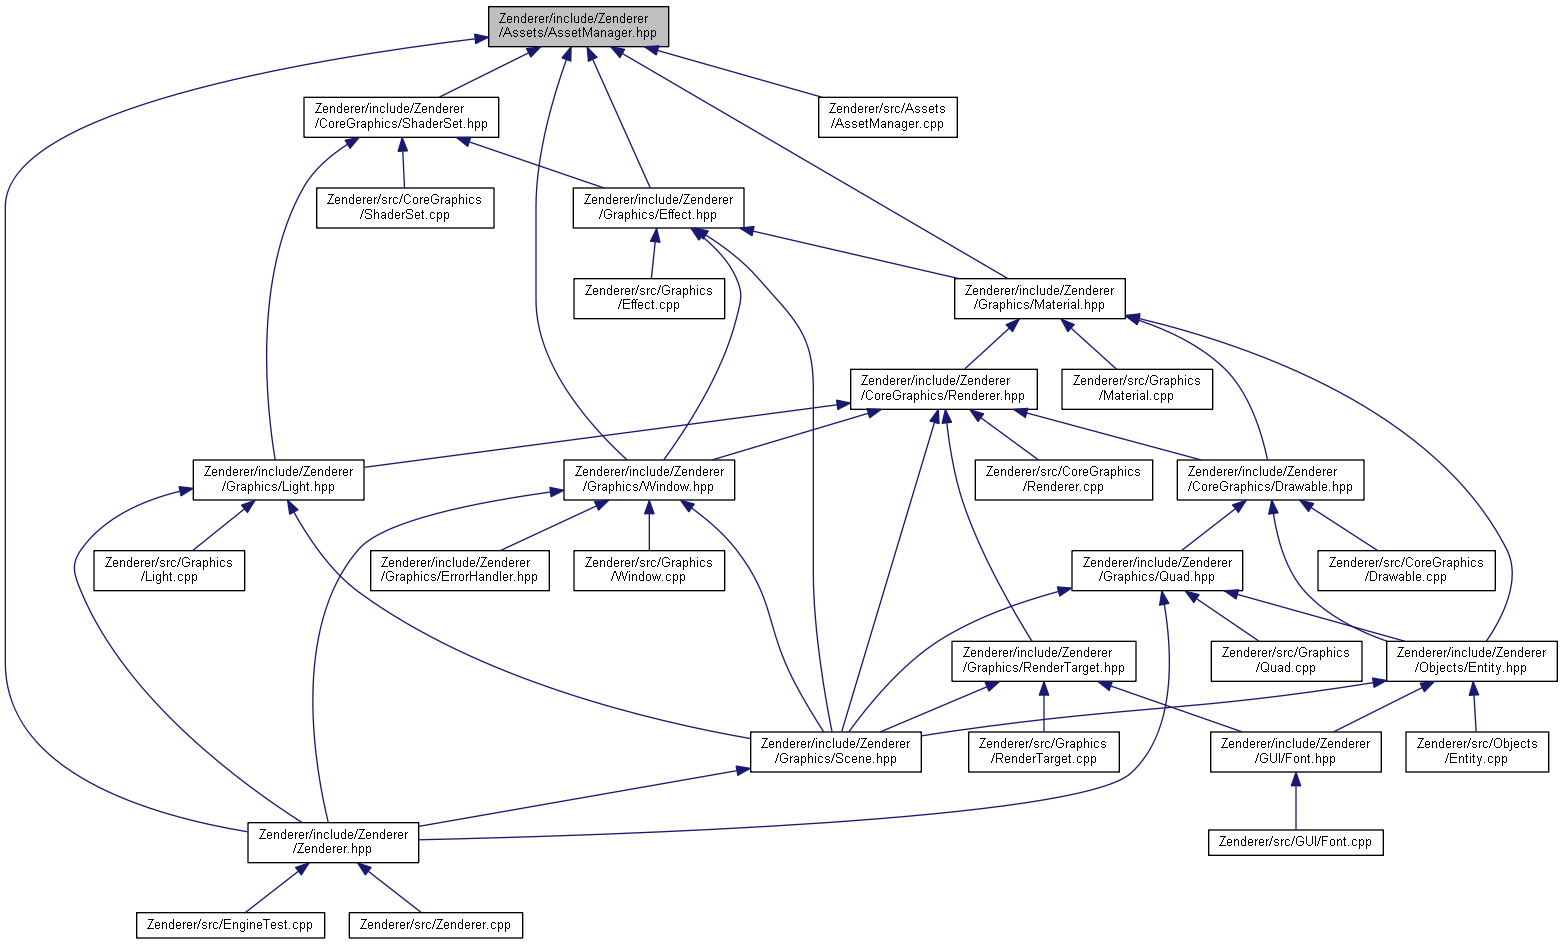 Zenderer/include/Zenderer
/Assets/AssetManager.hpp
Zenderer/include/Zenderer
/CoreGraphics/ShaderSet.hpp
Zenderer/src/Assets
/AssetManager.cpp
Zenderer/src/CoreGraphics
/ShaderSet.cpp
Zenderer/include/Zenderer
/Graphics/Effect.hpp
Zenderer/src/Graphics
/Effect.cpp
Zenderer/include/Zenderer
/Graphics/Material.hpp
Zenderer/include/Zenderer
/CoreGraphics/Renderer.hpp
Zenderer/src/Graphics
/Material.cpp
Zenderer/include/Zenderer
/Graphics/Light.hpp
Zenderer/include/Zenderer
/Graphics/Window.hpp
Zenderer/src/CoreGraphics
/Renderer.cpp
Zenderer/include/Zenderer
/CoreGraphics/Drawable.hpp
Zenderer/src/Graphics
/Light.cpp
Zenderer/include/Zenderer
/Graphics/ErrorHandler.hpp
Zenderer/src/Graphics
/Window.cpp
Zenderer/include/Zenderer
/Graphics/Quad.hpp
Zenderer/src/CoreGraphics
/Drawable.cpp
Zenderer/include/Zenderer
/Graphics/RenderTarget.hpp
Zenderer/src/Graphics
/Quad.cpp
Zenderer/include/Zenderer
/Objects/Entity.hpp
Zenderer/include/Zenderer
/Graphics/Scene.hpp
Zenderer/src/Graphics
/RenderTarget.cpp
Zenderer/include/Zenderer
/GUI/Font.hpp
Zenderer/src/Objects
/Entity.cpp
Zenderer/include/Zenderer
/Zenderer.hpp
Zenderer/src/GUI/Font.cpp
Zenderer/src/EngineTest.cpp
Zenderer/src/Zenderer.cpp